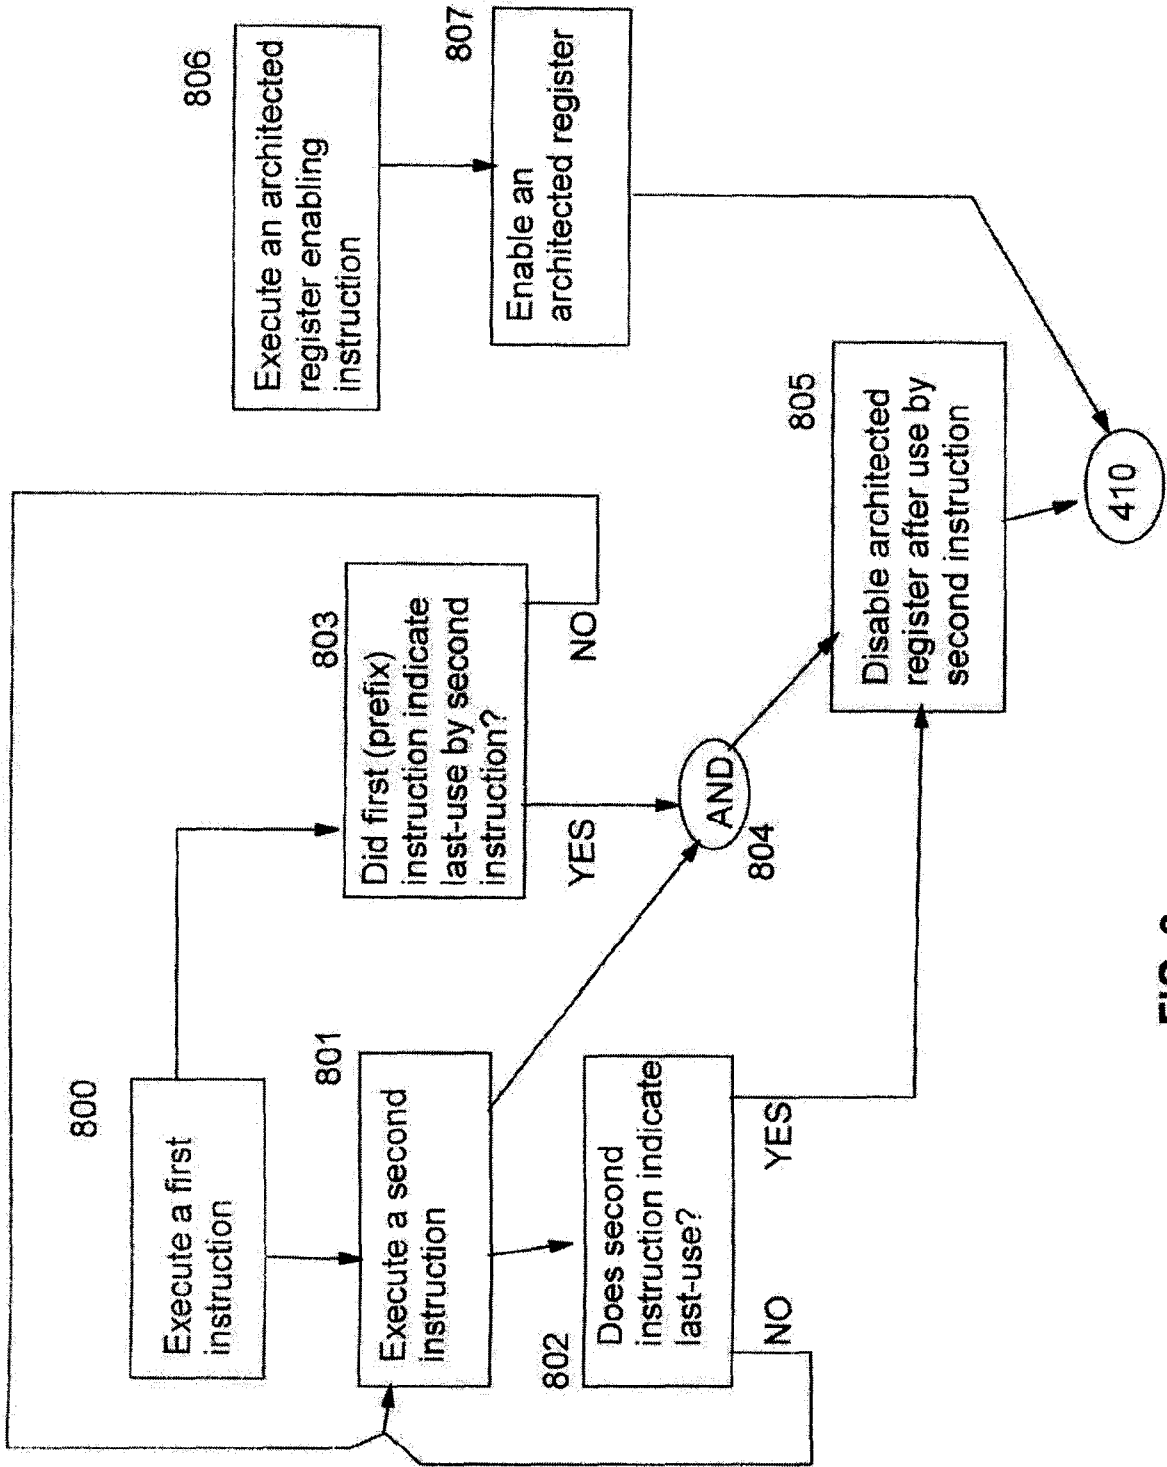 800
Execute a first
instruction
801
Execute a second
instruction
802
Does second
instruction indicate
last-use?
NO
YES
803
Did first (prefix)
instruction indicate
last-use by second
instruction?
YES
NO
AND
804
805
Disable architected
register after use by
second instruction
806
Execute an architected
register enabling
instruction
807
Enable an
architected register
410